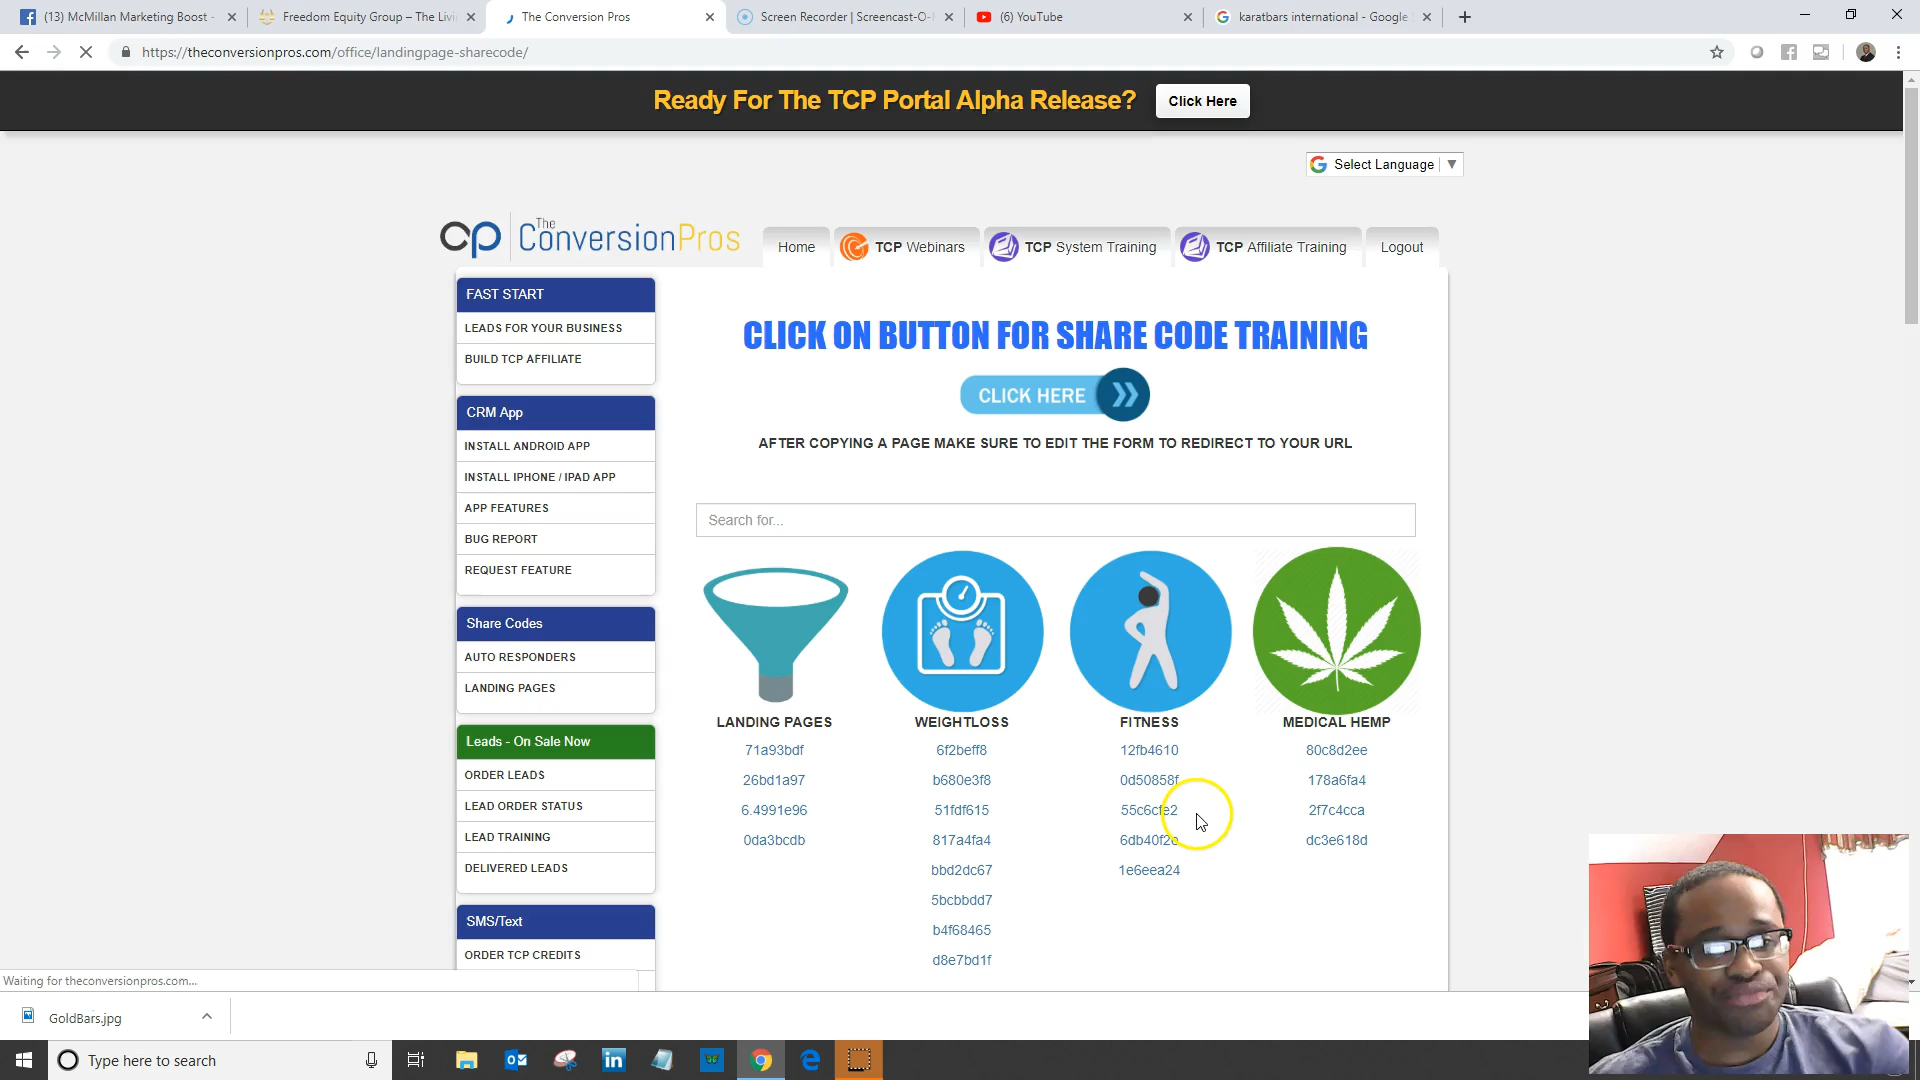 (13) McMillan Marketing Boost -
Freedom Equity Group – The Livi
The Conversion Pros
Screen Recorder | Screencast-O-
(6) YouTube
karatbars international - Google
https://theconversionpros.com/office/landingpage-sharecode/
Ready For The TCP Portal Alpha Release?
Click Here
Select Language
The ConversionPros
Home
TCP Webinars
TCP System Training
TCP Affiliate Training
Logout
FAST START
LEADS FOR YOUR BUSINESS
BUILD TCP AFFILIATE
CRM App
INSTALL ANDROID APP
INSTALL IPHONE / IPAD APP
APP FEATURES
BUG REPORT
REQUEST FEATURE
Share Codes
AUTO RESPONDERS
LANDING PAGES
Leads - On Sale Now
ORDER LEADS
LEAD ORDER STATUS
LEAD TRAINING
DELIVERED LEADS
SMS/Text
ORDER TCP CREDITS
CLICK ON BUTTON FOR SHARE CODE TRAINING
CLICK HERE
AFTER COPYING A PAGE MAKE SURE TO EDIT THE FORM TO REDIRECT TO YOUR URL
Search for...
LANDING PAGES
71a93bdf
26bd1a97
6.4991e96
0da3bcdb
WEIGHTLOSS
6f2beff8
b680e3f8
51fdf615
817a4fa4
bbd2dc67
5bcbbdd7
b4f68465
d8e7bd1f
FITNESS
12fb4610
0d50858f
55c6cfe2
1e6eea24
MEDICAL HEMP
80c8d2ee
178a6fa4
2f7c4cca
dc3e618d
Waiting for theconversionpros.com...
GoldBars.jpg
Type here to search